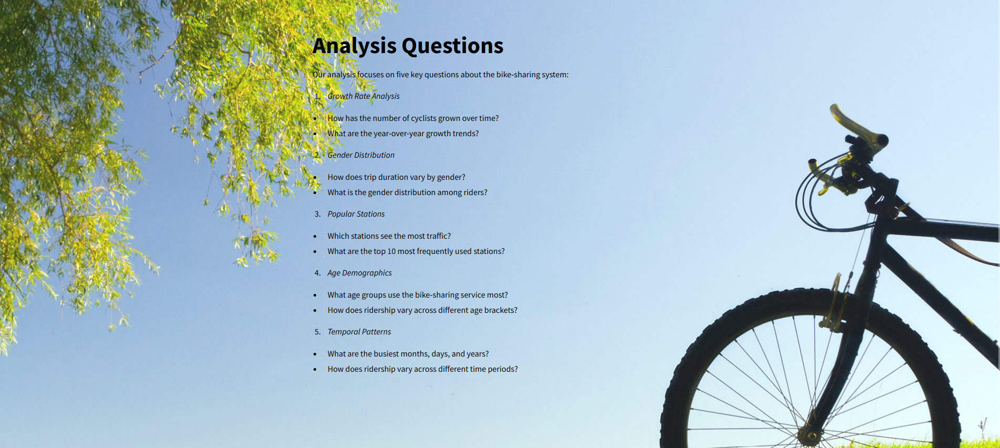 Analysis Questions
Our analysis focuses on five key questions about the bike-sharing system:
1. Growth Rate Analysis
• How has the number of cyclists grown over time?
• What are the year-over-year growth trends?
2. Gender Distribution
• How does trip duration vary by gender?
• What is the gender distribution among riders?
3. Popular Stations
• Which stations see the most traffic?
• What are the top 10 most frequently used stations?
4. Age Demographics
• What age groups use the bike-sharing service most?
• How does ridership vary across different age brackets?
5. Temporal Patterns
• What are the busiest months, days, and years?
• How does ridership vary across different time periods?